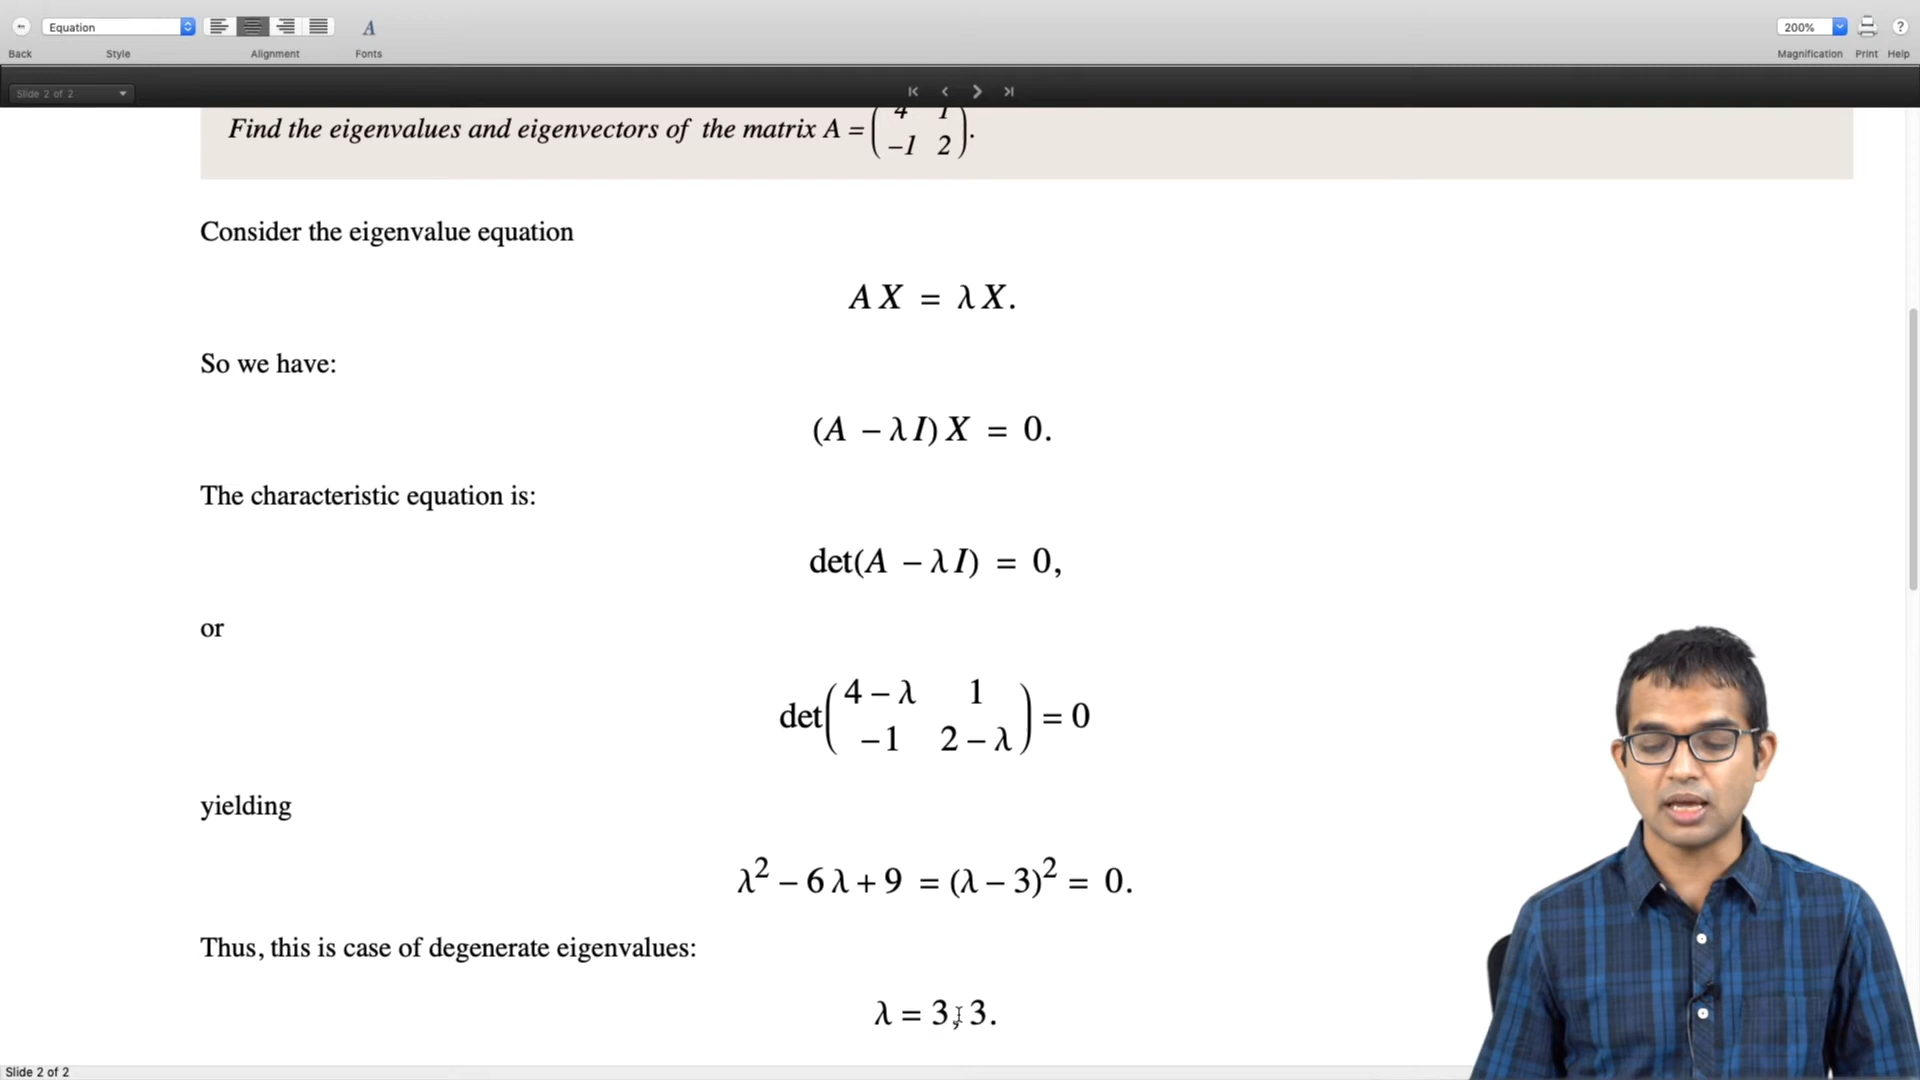 Equation
200%
Back Style Alignment Fonts Magnification Print Help
Slide 2 of 2
Find the eigenvalues and eigenvectors of the matrix A = ( 4 1
−1 2 ).
Consider the eigenvalue equation
A X = λ X.
So we have:
(A − λ I) X = 0.
The characteristic equation is:
det(A − λ I) = 0,
or
det( 4 − λ 1
−1 2 − λ ) = 0
yielding
λ² − 6 λ + 9 = (λ − 3)² = 0.
Thus, this is case of degenerate eigenvalues:
λ = 3, 3.
Slide 2 of 2